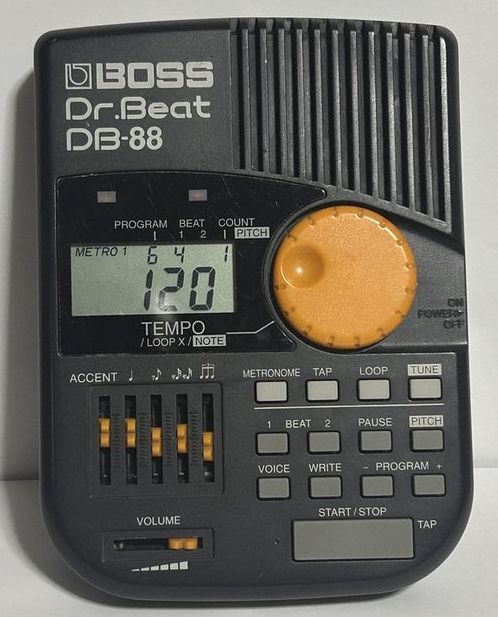 BOSS
Dr.Beat
DB-88
PROGRAM BEAT COUNT
1 2 PITCH
METRO 1 6 4 1
120
TEMPO
/ LOOP X / NOTE
ON
POWER
OFF
ACCENT
METRONOME TAP LOOP TUNE
1 BEAT 2 PAUSE PITCH
VOICE WRITE - PROGRAM +
VOLUME
START/STOP
TAP